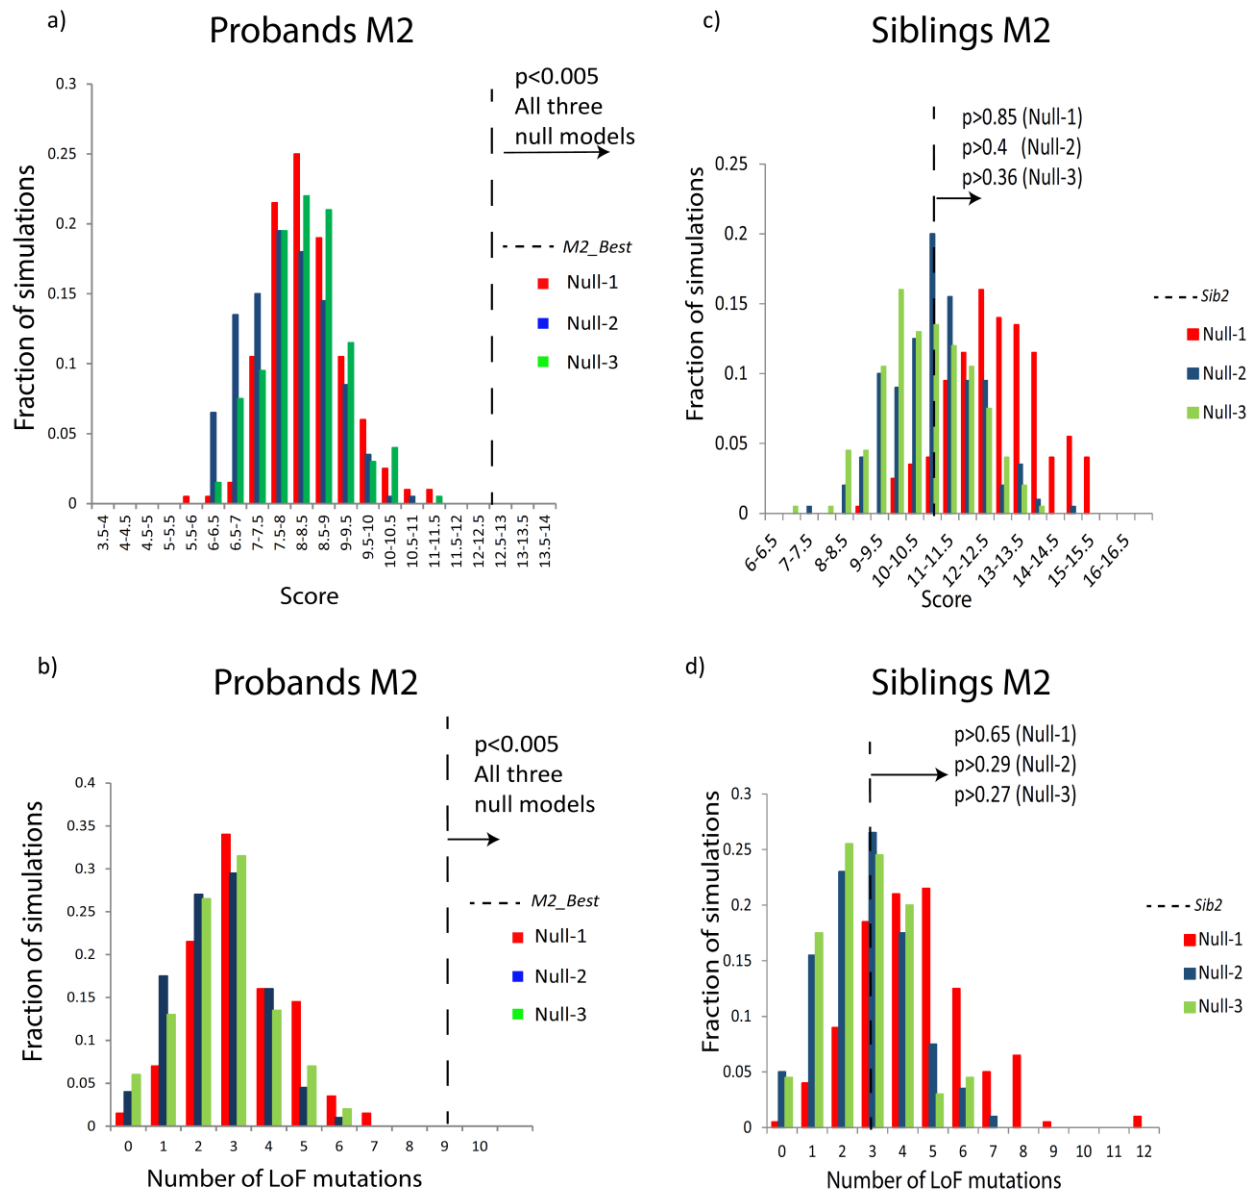 a)
Probands M2
p<0.005
All three
null models
0.3
0.25
0.2
0.15
0.1
0.05
0
Fraction of simulations
M2_Best
Null-1
Null-2
Null-3
3.5-4
4-4.5
4.5-5
5-5.5
5.5-6
6-6.5
6.5-7
7-7.5
7.5-8
8-8.5
8.5-9
9-9.5
9.5-10
10-10.5
10.5-11
11-11.5
11.5-12
12-12.5
12.5-13
13-13.5
13.5-14
Score
c)
Siblings M2
p>0.85 (Null-1)
p>0.4 (Null-2)
p>0.36 (Null-3)
0.25
0.2
0.15
0.1
0.05
0
Fraction of simulations
Sib2
Null-1
Null-2
Null-3
6-6.5
7-7.5
8-8.5
9-9.5
10-10.5
11-11.5
12-12.5
13-13.5
14-14.5
15-15.5
16-16.5
Score
b)
Probands M2
p<0.005
All three
null models
0.4
0.35
0.3
0.25
0.2
0.15
0.1
0.05
0
Fraction of simulations
M2_Best
Null-1
Null-2
Null-3
0 1 2 3 4 5 6 7 8 9 10
Number of LoF mutations
d)
Siblings M2
p>0.65 (Null-1)
p>0.29 (Null-2)
p>0.27 (Null-3)
0.3
0.25
0.2
0.15
0.1
0.05
0
Fraction of simulations
Sib2
Null-1
Null-2
Null-3
0 1 2 3 4 5 6 7 8 9 10 11 12
Number of LoF mutations